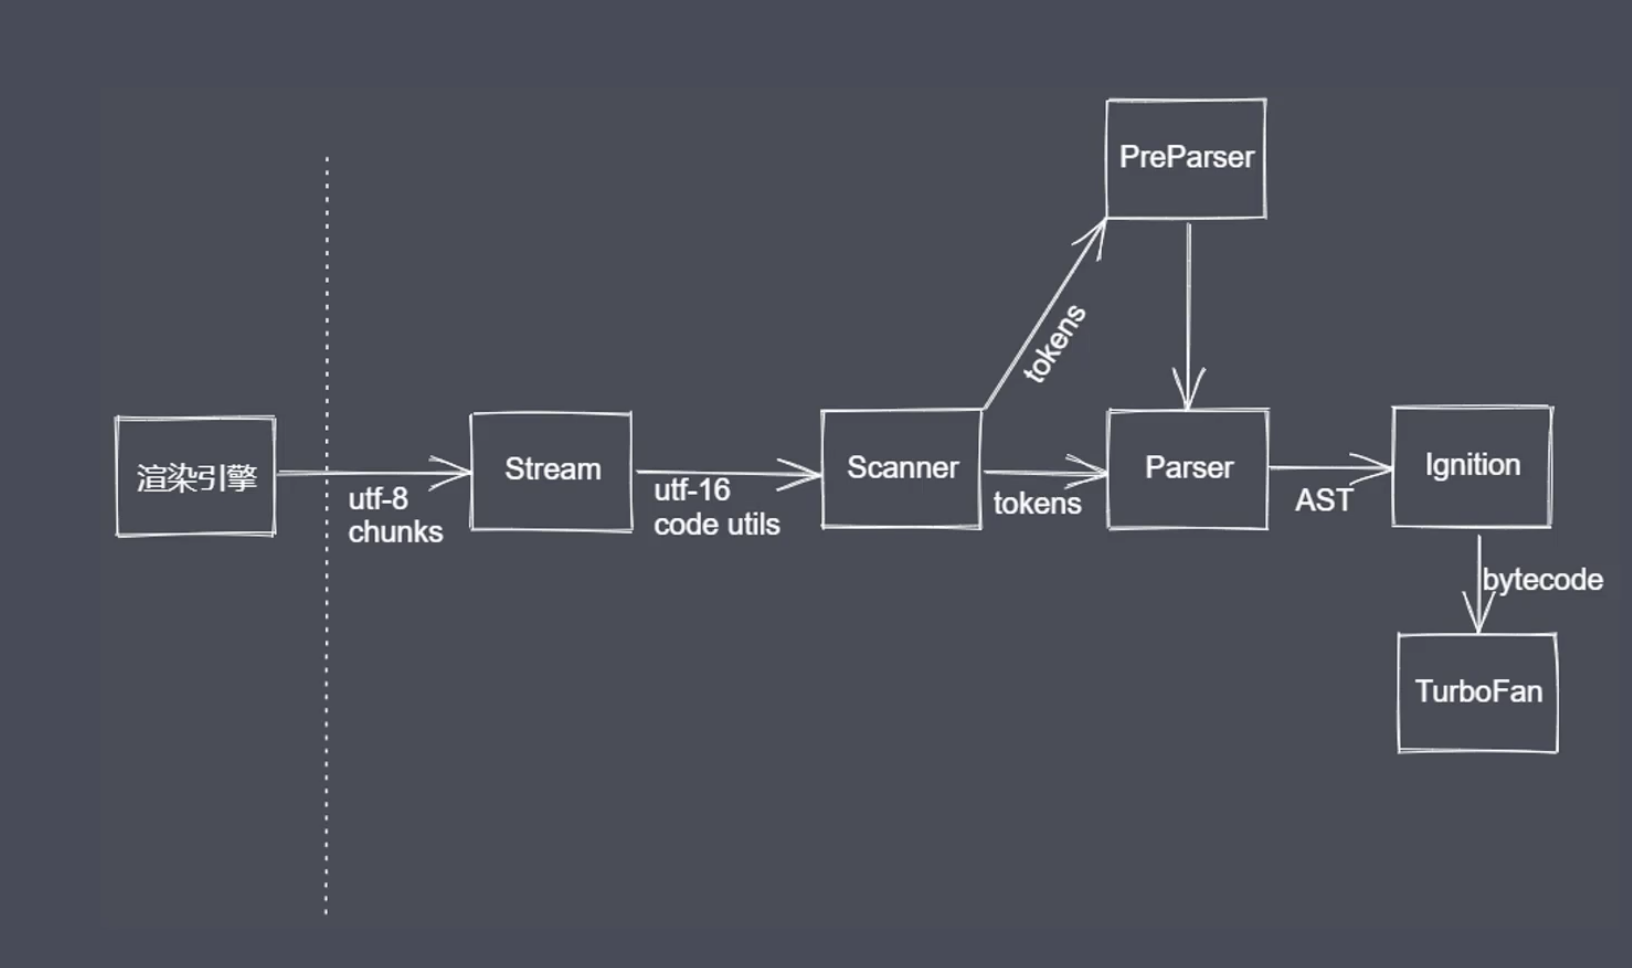 PreParser
tokens
渲染引擎
utf-8
chunks
Stream
utf-16
code utils
Scanner
tokens
Parser
AST
Ignition
bytecode
TurboFan